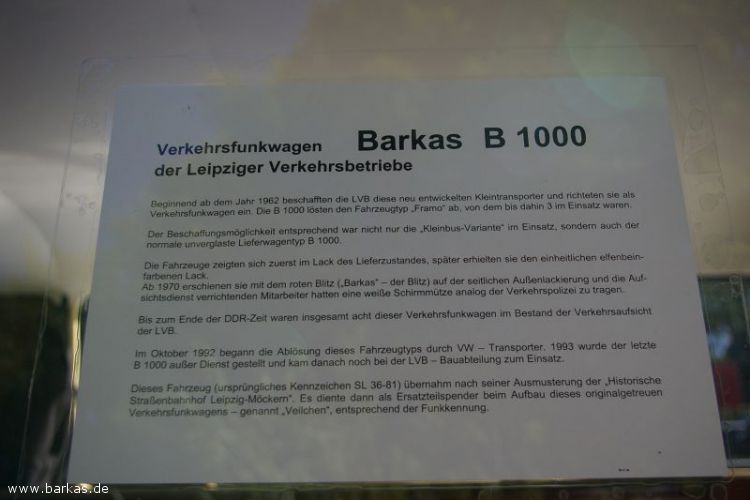 Verkehrsfunkwagen Barkas B 1000
der Leipziger Verkehrsbetriebe
Beginnend ab dem Jahr 1962 beschafften die LVB diese neu entwickelten Kleintransporter und richteten sie als
Verkehrsfunkwagen ein. Die B 1000 lösten den Fahrzeugtyp „Framo“ ab, von dem bis dahin 3 im Einsatz waren.
Der Beschaffungsmöglichkeit entsprechend war nicht nur die „Kleinbus-Variante“ im Einsatz, sondern auch der
normale unverglaste Lieferwagentyp B 1000.
Die Fahrzeuge zeigten sich zuerst im Lack des Lieferzustandes, später erhielten sie den einheitlichen elfenbein-
farbenen Lack.
Ab 1970 erschienen sie mit dem roten Blitz („Barkas“ – der Blitz) auf der seitlichen Außenlackierung und die Auf-
sichtsdienst verrichtenden Mitarbeiter hatten eine weiße Schirmmütze analog der Verkehrspolizei zu tragen.
Bis zum Ende der DDR-Zeit waren insgesamt acht dieser Verkehrsfunkwagen im Bestand der Verkehrsaufsicht
der LVB.
Im Oktober 1992 begann die Ablösung dieses Fahrzeugtyps durch VW – Transporter. 1993 wurde der letzte
B 1000 außer Dienst gestellt und kam danach noch bei der LVB – Bauabteilung zum Einsatz.
Dieses Fahrzeug (ursprüngliches Kennzeichen SL 36-81) übernahm nach seiner Ausmusterung der „Historische
Straßenbahnhof Leipzig-Möckern“. Es diente dann als Ersatzteilspender beim Aufbau dieses originalgetreuen
Verkehrsfunkwagens – genannt „Veilchen“, entsprechend der Funkkennung.
www.barkas.de